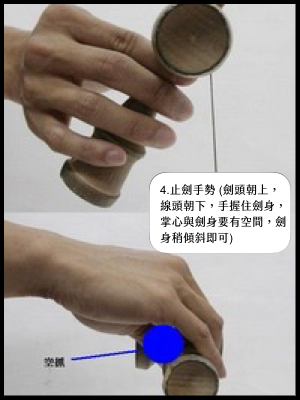 4.止劍手勢 (劍頭朝上，
線頭朝下，手握住劍身，
掌心與劍身要有空間，劍
身稍傾斜即可)
空隙